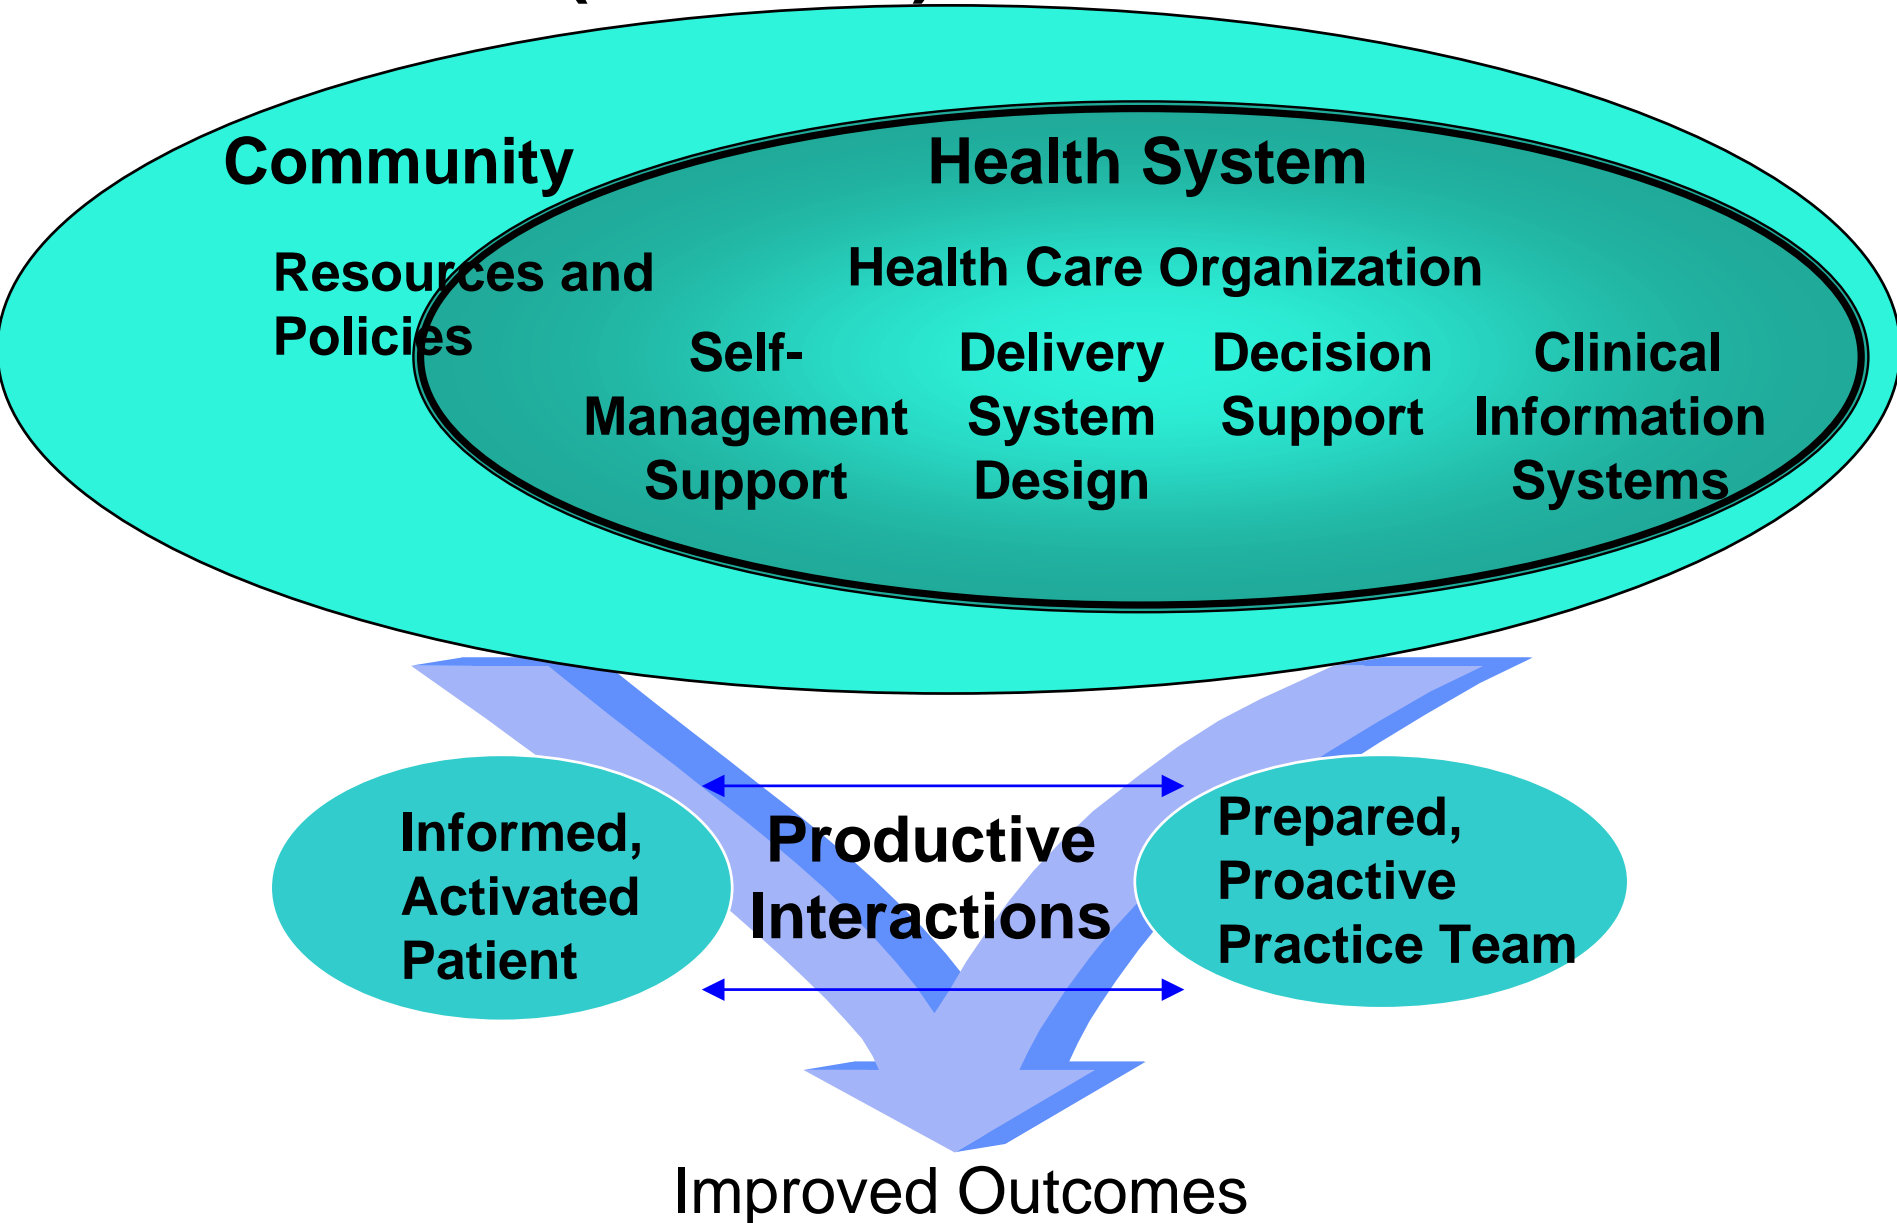 Community
Health System
Resources and
Policies
Health Care Organization
Self-
Management
Support
Delivery
System
Design
Decision
Support
Clinical
Information
Systems
Informed,
Activated
Patient
Productive
Interactions
Prepared,
Proactive
Practice Team
Improved Outcomes